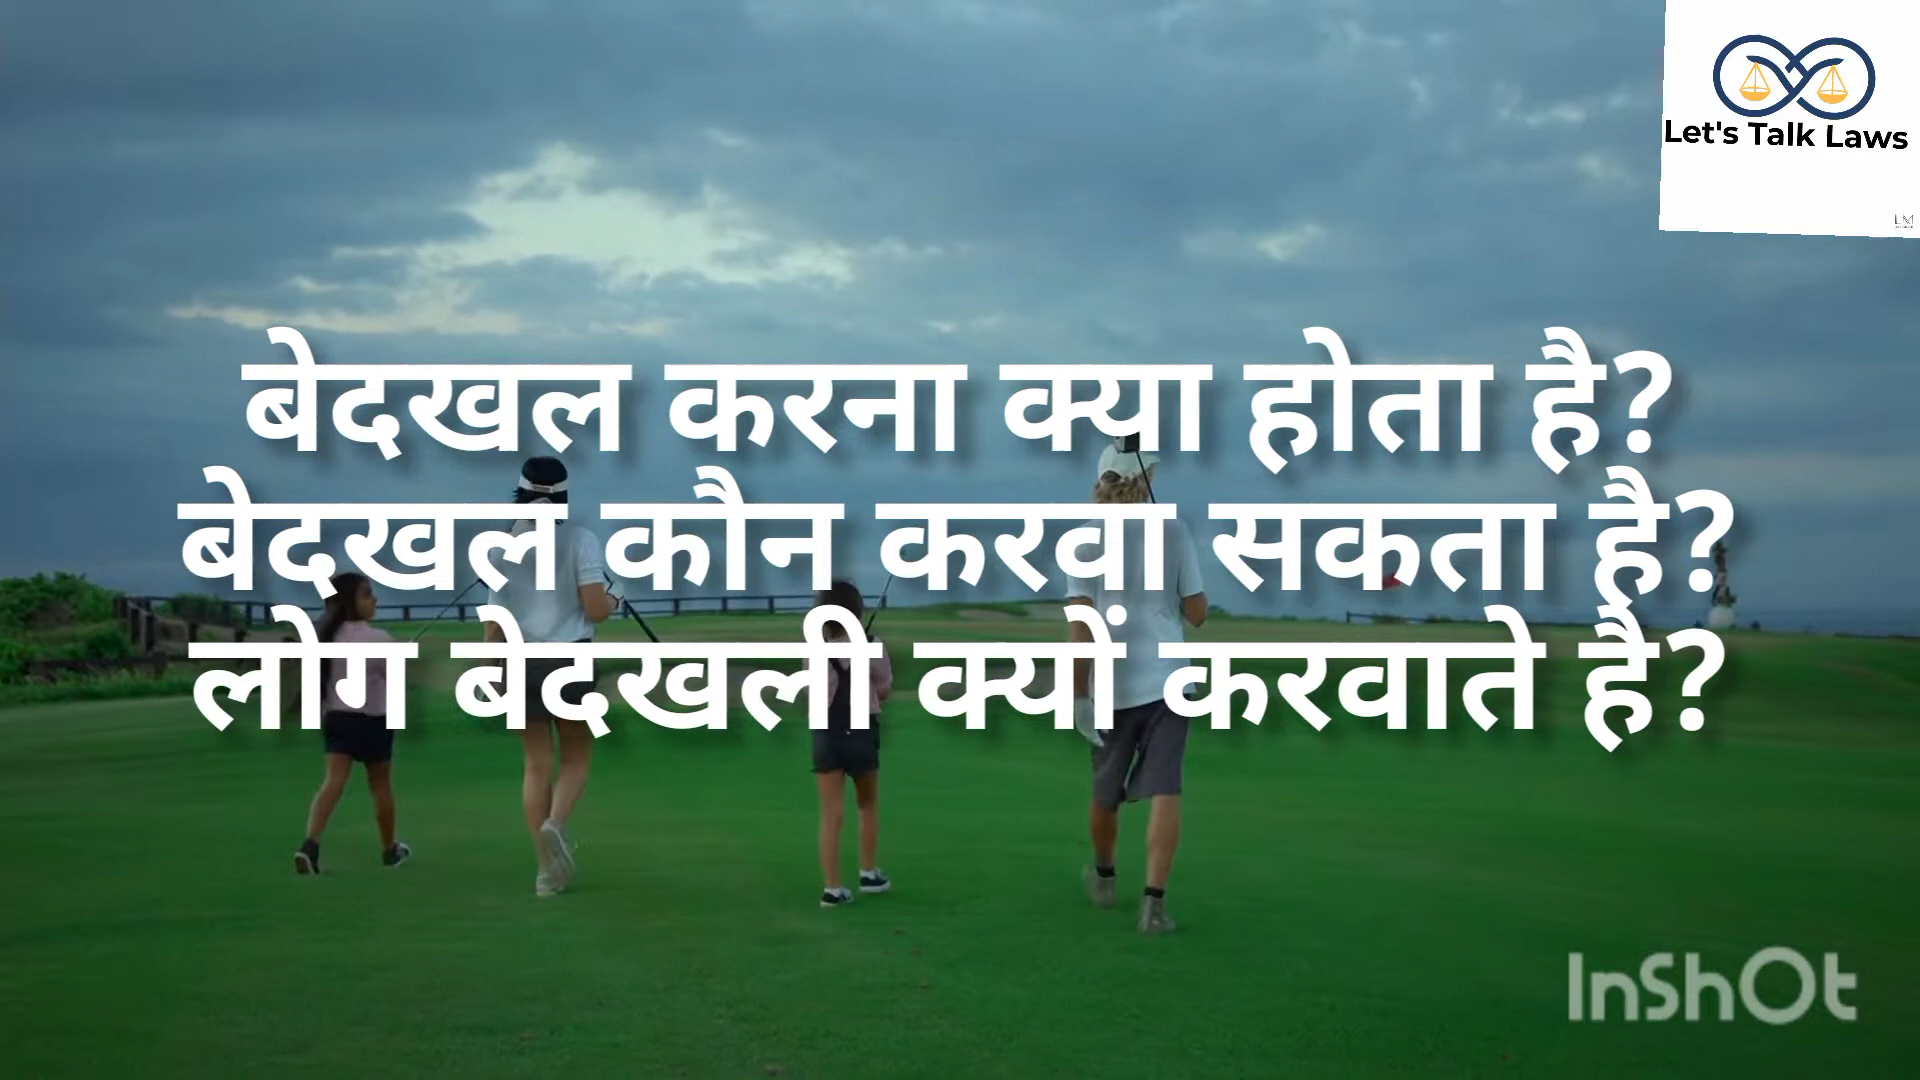 Let's Talk Laws
बेदखल करना क्या होता है?
बेदखल कौन करवा सकता है?
लोग बेदखली क्यों करवाते है?
InShOt